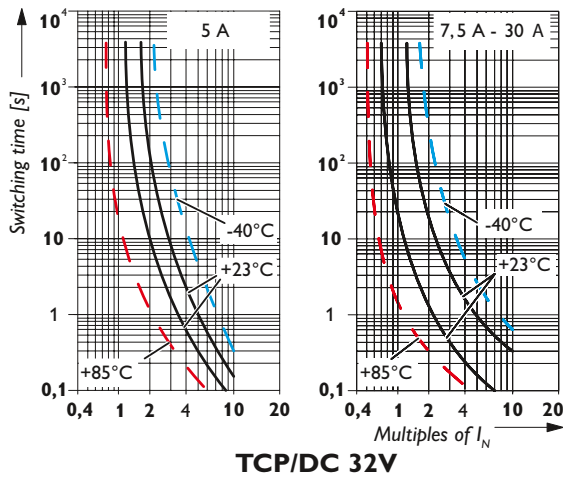 5 A
7,5 A - 30 A
Switching time [s]
10⁴
10³
10²
10
1
0,1
-40°C
+23°C
+85°C
0,4 1 2 4 10 20
10⁴
10³
10²
10
1
0,1
-40°C
+23°C
+85°C
0,4 1 2 4 10 20
Multiples of I_N
TCP/DC 32V